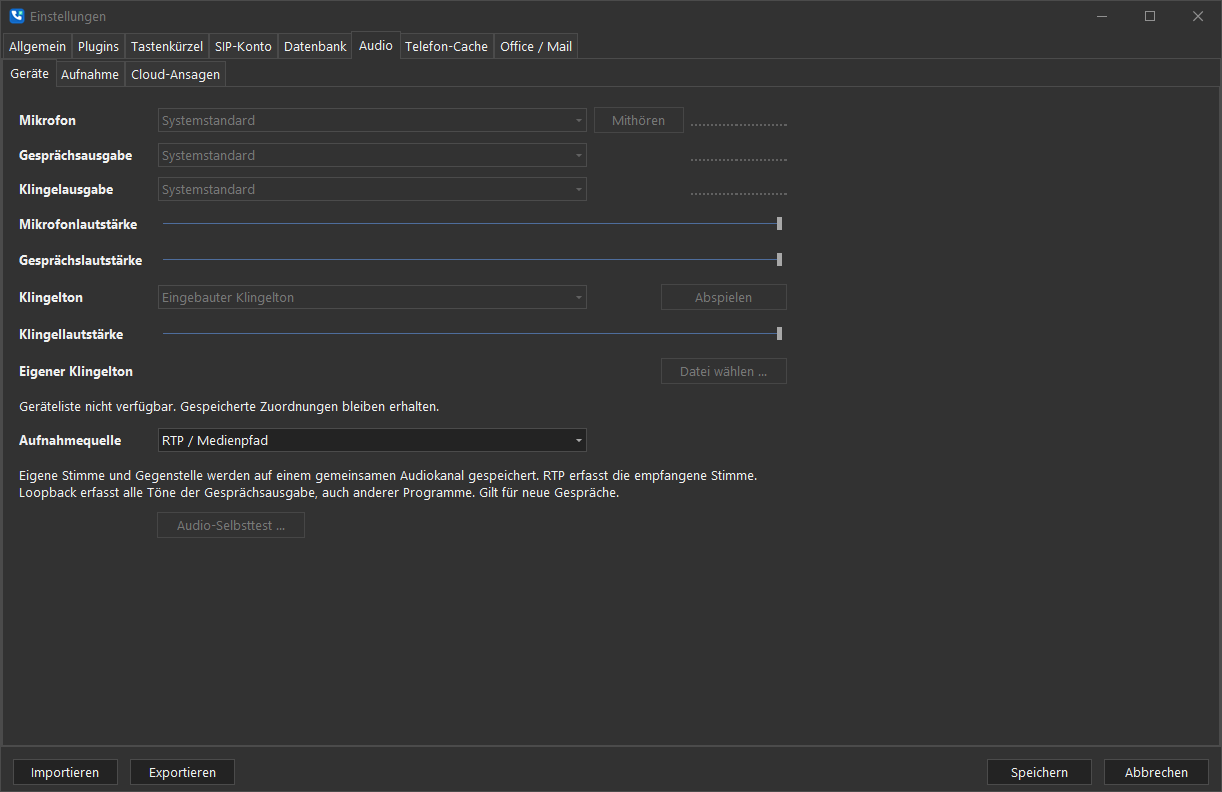 Einstellungen
Allgemein Plugins Tastenkürzel SIP-Konto Datenbank Audio Telefon-Cache Office / Mail
Geräte Aufnahme Cloud-Ansagen
Mikrofon Systemstandard Mithören
Gesprächsausgabe Systemstandard
Klingelausgabe Systemstandard
Mikrofonlautstärke
Gesprächslautstärke
Klingelton Eingebauter Klingelton Abspielen
Klingellautstärke
Eigener Klingelton Datei wählen ...
Geräteliste nicht verfügbar. Gespeicherte Zuordnungen bleiben erhalten.
Aufnahmequelle RTP / Medienpfad
Eigene Stimme und Gegenstelle werden auf einem gemeinsamen Audiokanal gespeichert. RTP erfasst die empfangene Stimme.
Loopback erfasst alle Töne der Gesprächsausgabe, auch anderer Programme. Gilt für neue Gespräche.
Audio-Selbsttest ...
Importieren Exportieren Speichern Abbrechen